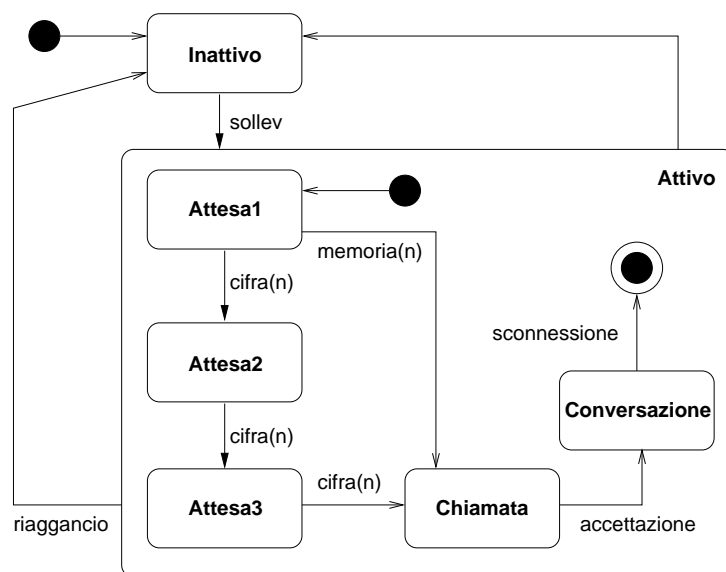 Inattivo
sollev
Attivo
Attesa1
memoria(n)
cifra(n)
sconnessione
Attesa2
Conversazione
cifra(n)
cifra(n)
Attesa3
Chiamata
riaggancio
accettazione